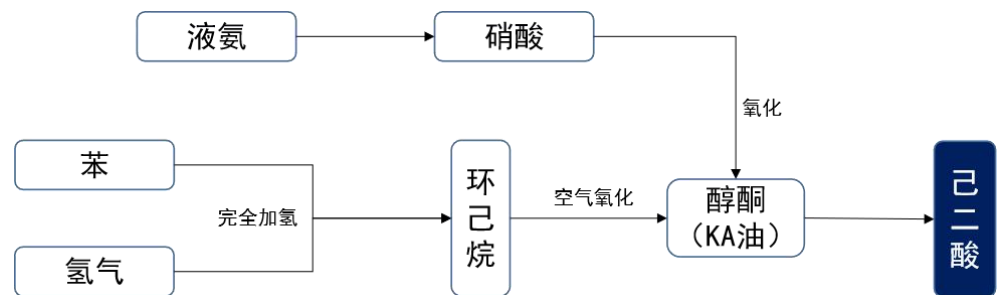 液氨
硝酸
氧化
苯
完全加氢
氢气
环
己
烷
空气氧化
醇酮
（KA油）
己
二
酸